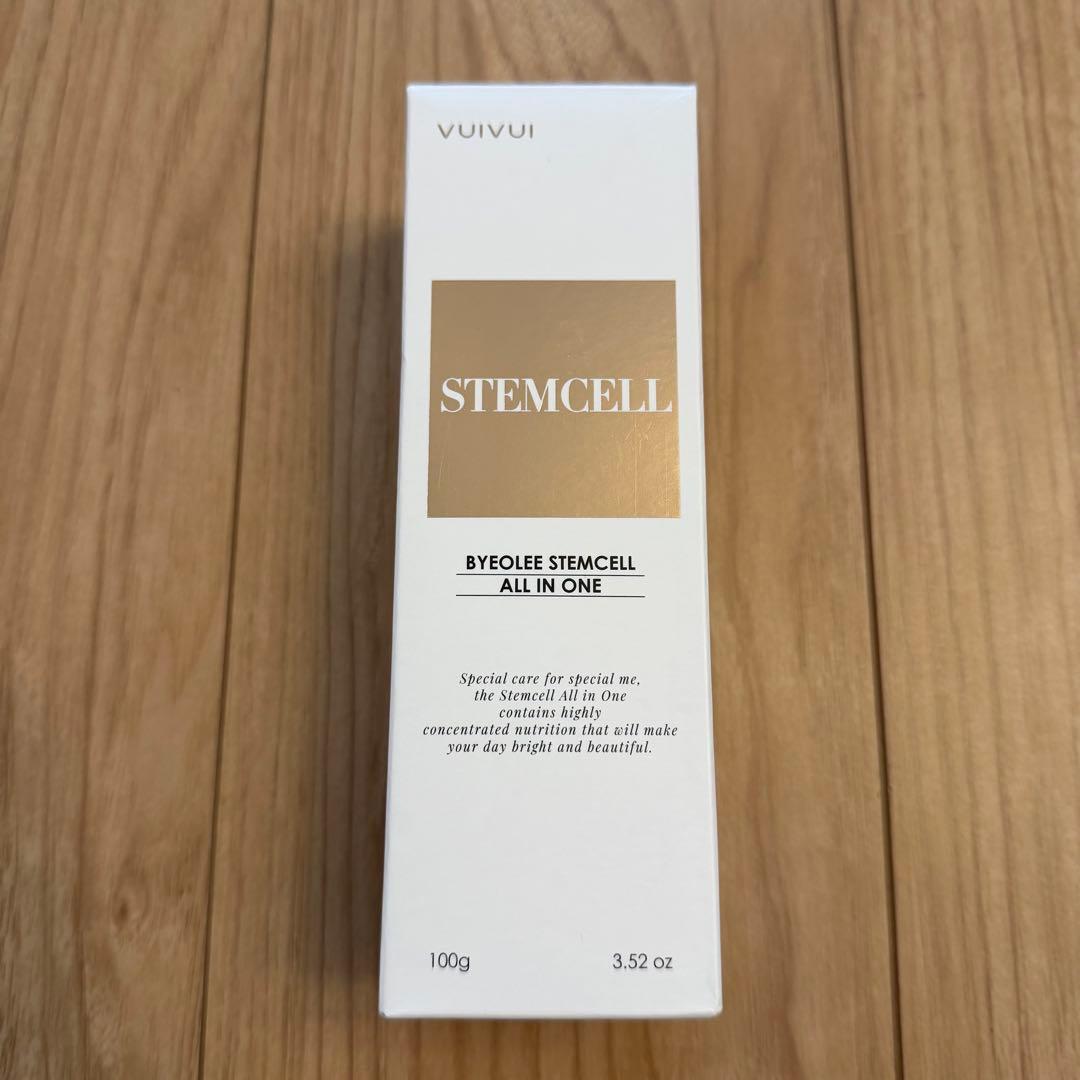 VUIVUI
STEMCELL
BYEOLEE STEMCELL
ALL IN ONE
Special care for special me,
the Stemcell All in One
contains highly
concentrated nutrition that will make
your day bright and beautiful.
100g 3.52 oz